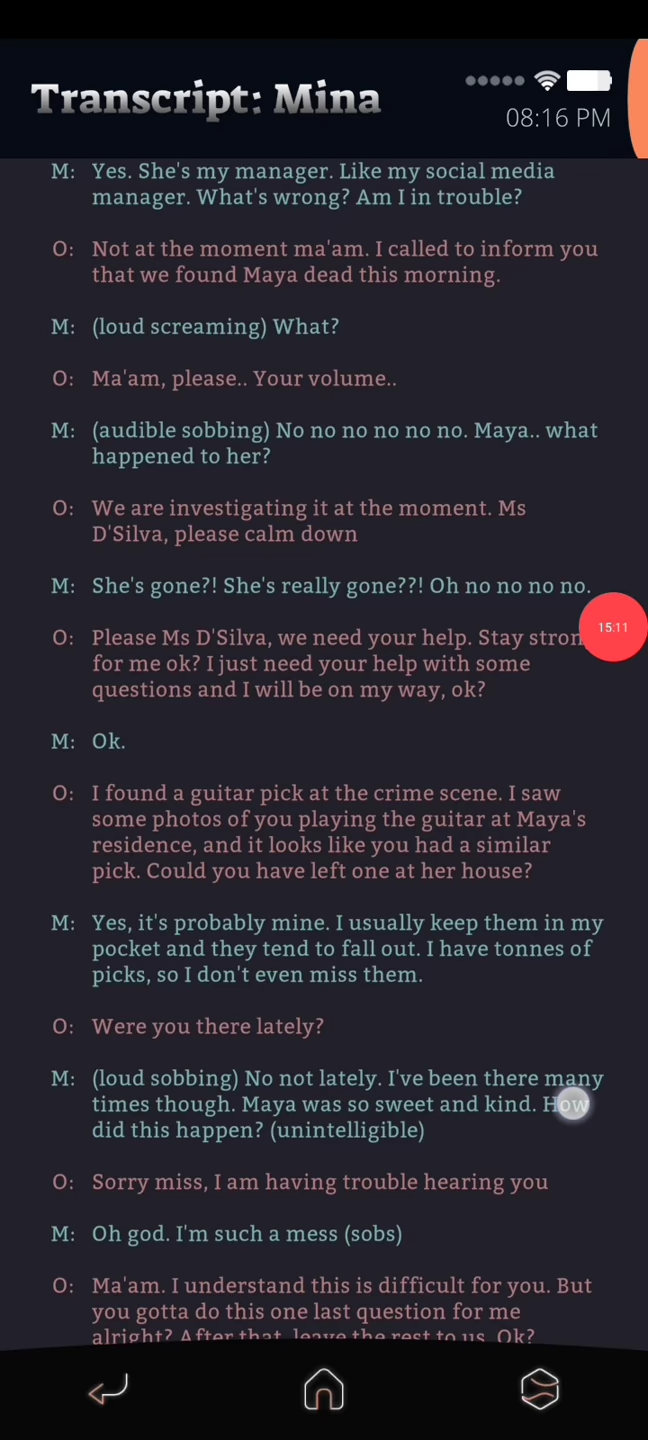 Transcript: Mina
08:16 PM
M: Yes. She's my manager. Like my social media
manager. What's wrong? Am I in trouble?
O: Not at the moment ma'am. I called to inform you
that we found Maya dead this morning.
M: (loud screaming) What?
O: Ma'am, please.. Your volume..
M: (audible sobbing) No no no no no no. Maya.. what
happened to her?
O: We are investigating it at the moment. Ms
D'Silva, please calm down
M: She's gone?! She's really gone??! Oh no no no no.
O: Please Ms D'Silva, we need your help. Stay stron
15:11
for me ok? I just need your help with some
questions and I will be on my way, ok?
M: Ok.
O: I found a guitar pick at the crime scene. I saw
some photos of you playing the guitar at Maya's
residence, and it looks like you had a similar
pick. Could you have left one at her house?
M: Yes, it's probably mine. I usually keep them in my
pocket and they tend to fall out. I have tonnes of
picks, so I don't even miss them.
O: Were you there lately?
M: (loud sobbing) No not lately. I've been there many
times though. Maya was so sweet and kind. How
did this happen? (unintelligible)
O: Sorry miss, I am having trouble hearing you
M: Oh god. I'm such a mess (sobs)
O: Ma'am. I understand this is difficult for you. But
you gotta do this one last question for me
alright? After that, leave the rest to us. Ok?